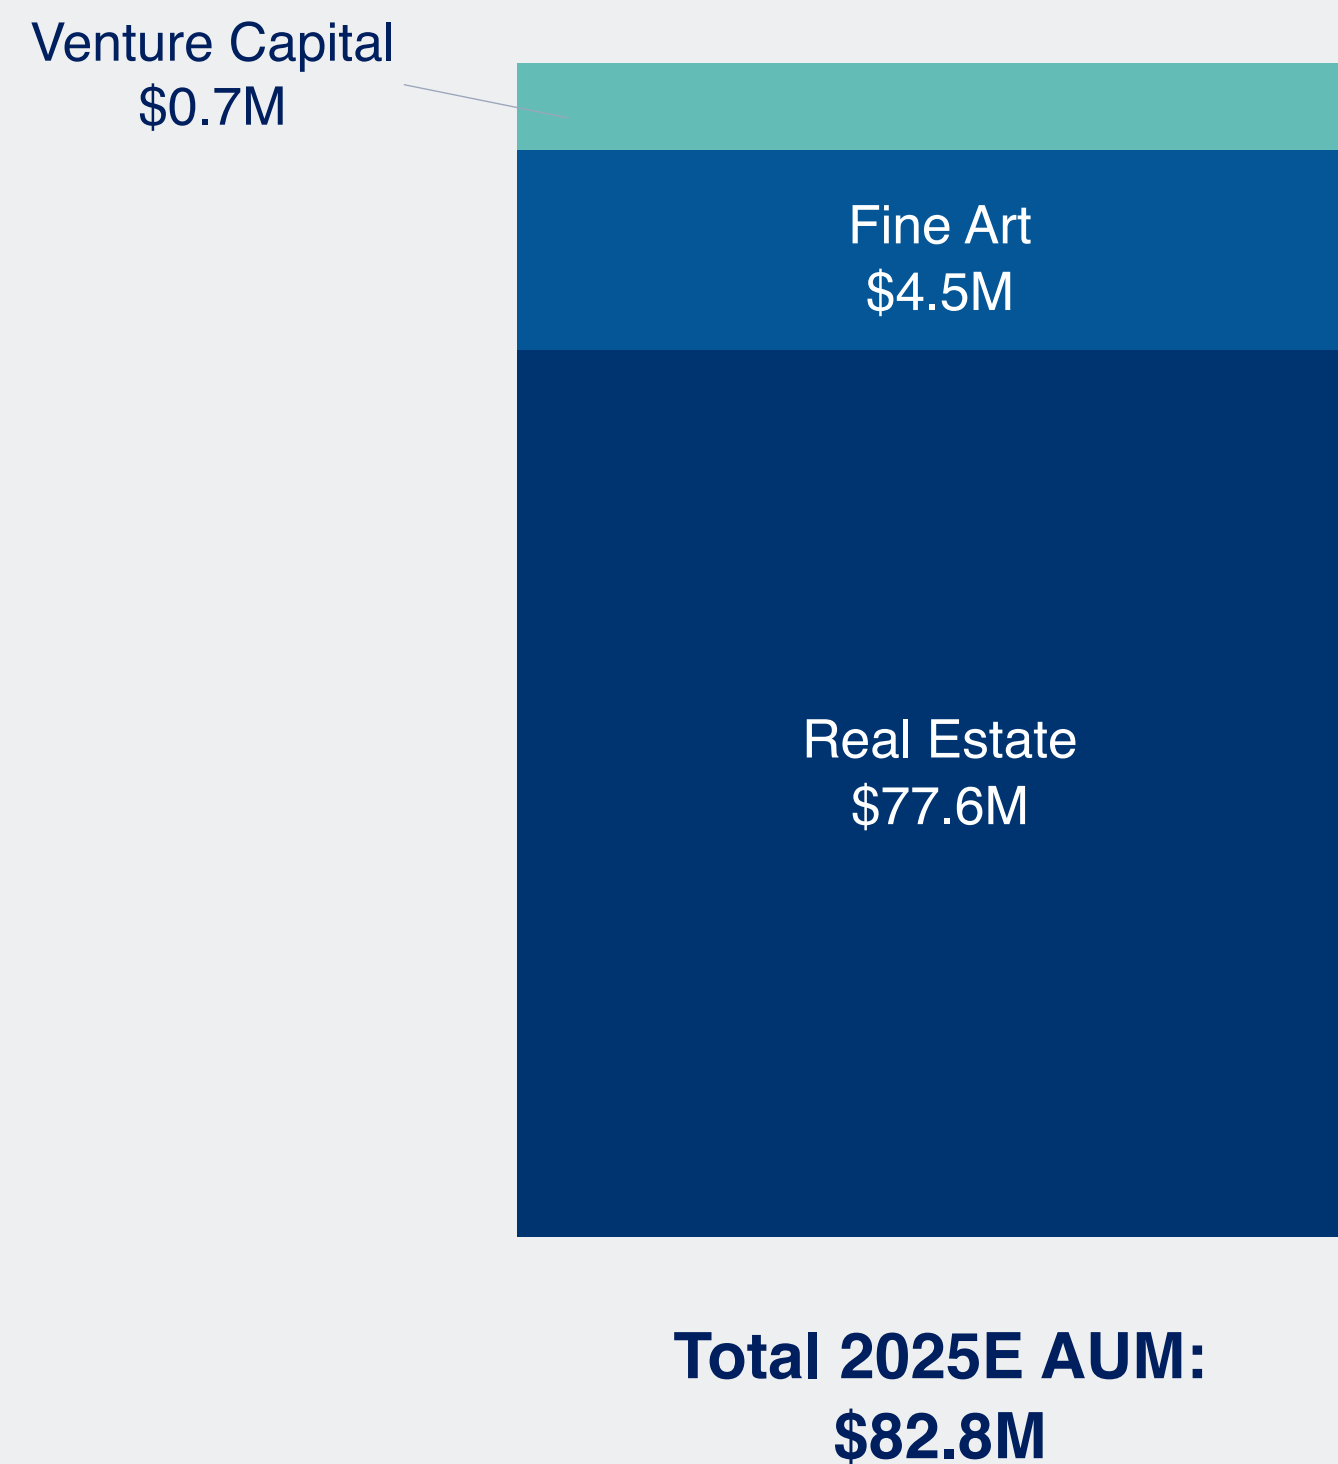 Venture Capital
$0.7M
Fine Art
$4.5M
Real Estate
$77.6M
Total 2025E AUM:
$82.8M